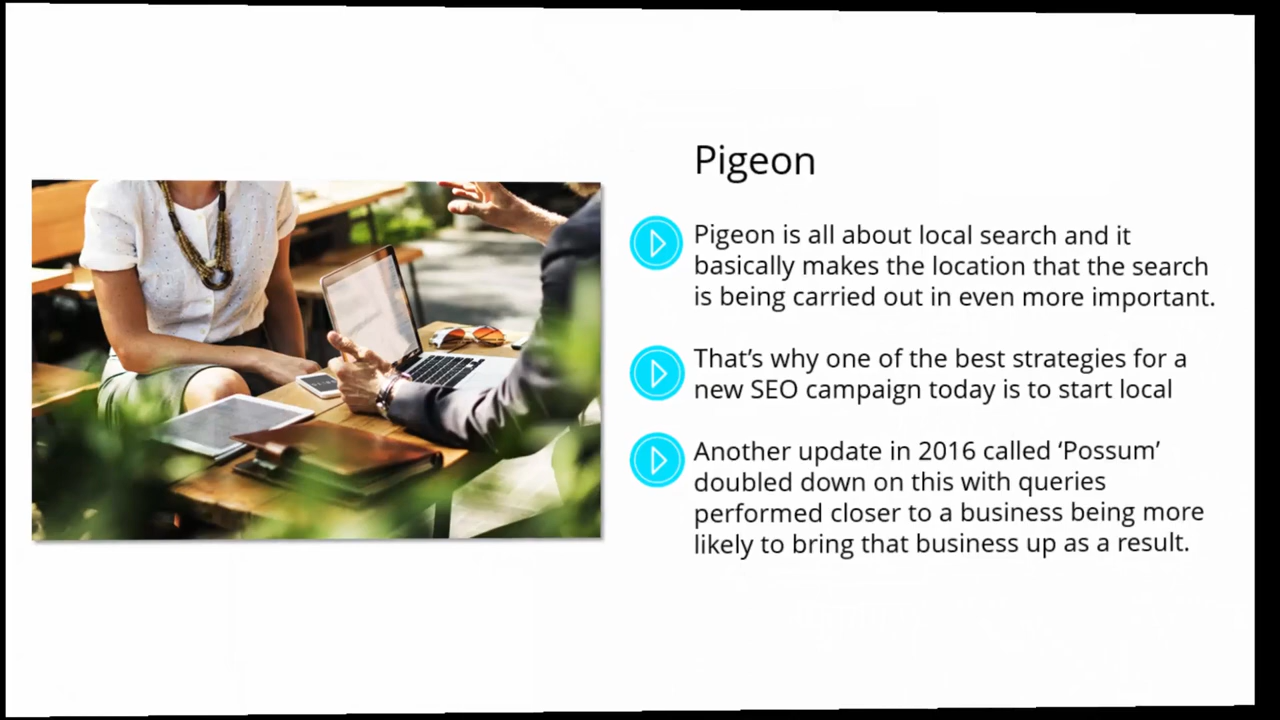 Pigeon
Pigeon is all about local search and it
basically makes the location that the search
is being carried out in even more important.
That’s why one of the best strategies for a
new SEO campaign today is to start local
Another update in 2016 called ‘Possum’
doubled down on this with queries
performed closer to a business being more
likely to bring that business up as a result.